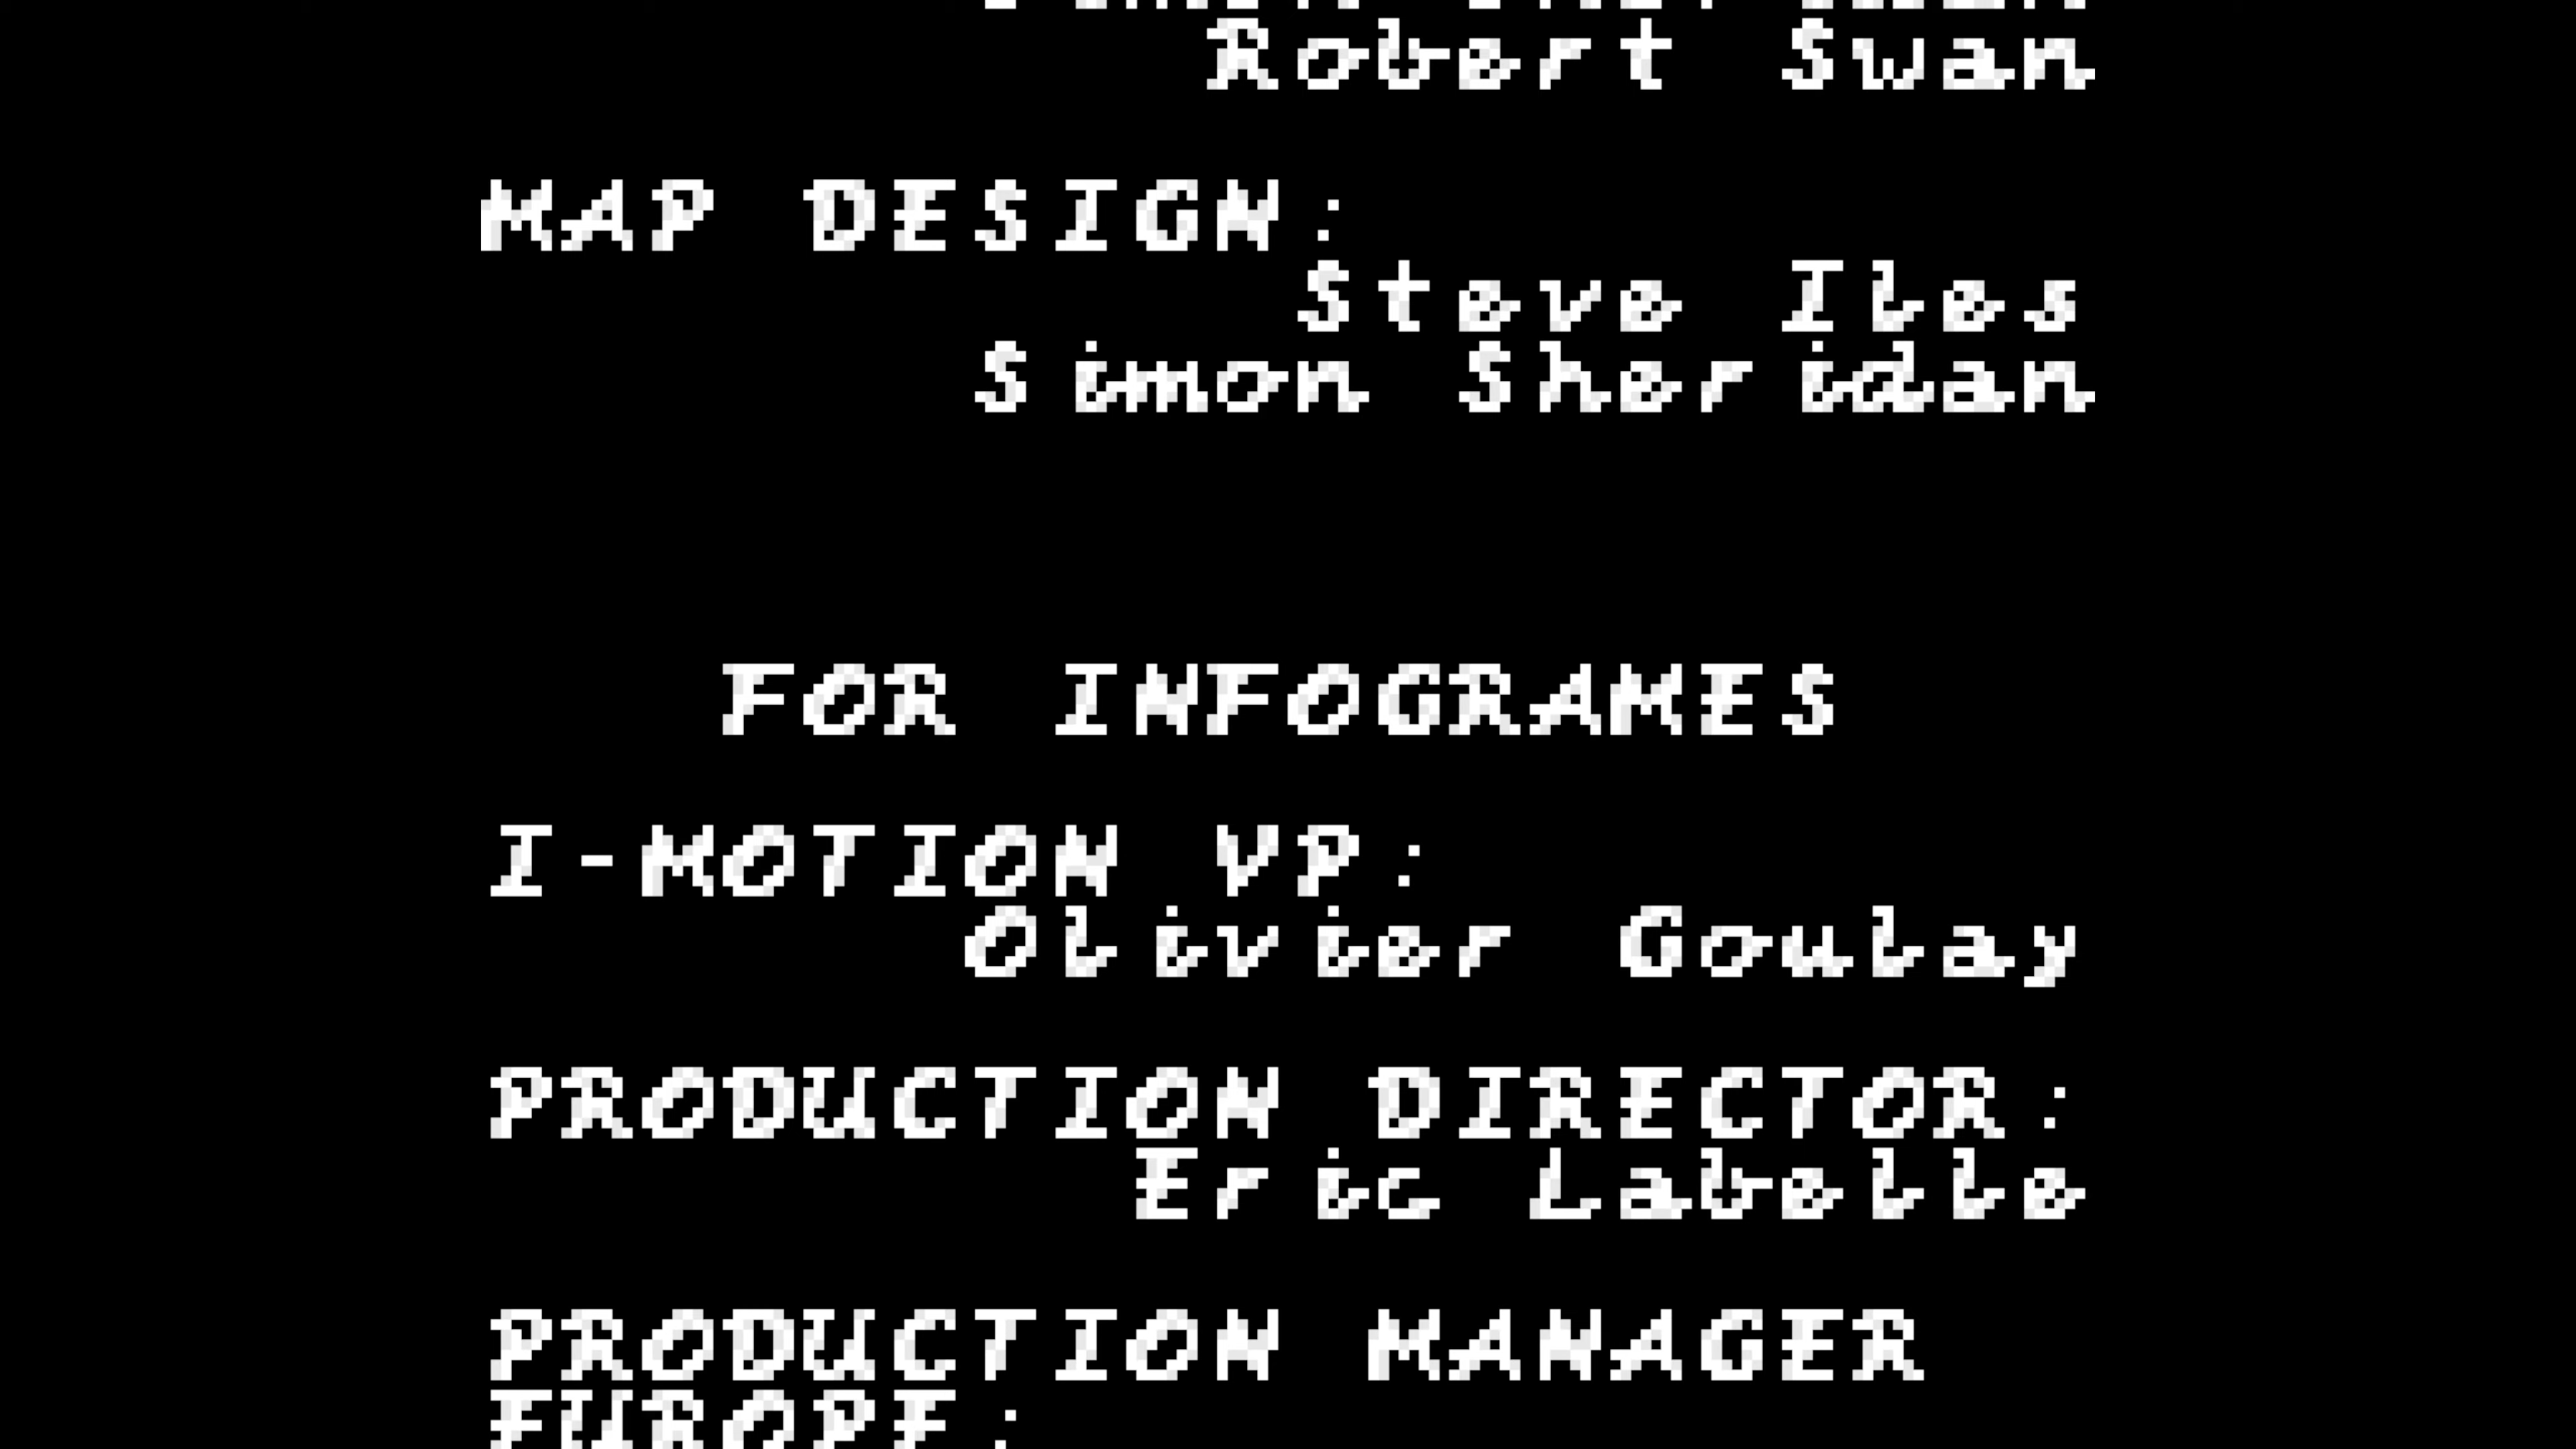 Robert Swan
MAP DESIGN:
Steve Iles
Simon Sheridan
FOR INFOGRAMES
I-MOTION VP:
Olivier Goulay
PRODUCTION DIRECTOR:
Eric Labelle
PRODUCTION MANAGER
EUROPE: